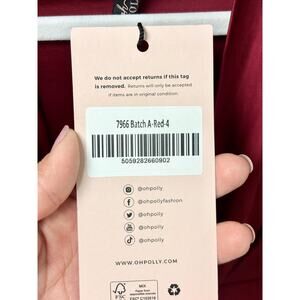 We do not accept returns if this tag
is removed. Returns will only be accepted
if items are in original condition.
7966 Batch A-Red-4
5059282660902
@ohpolly
@ohpollyfashion
@ohpolly
@ohpolly
@ohpolly
WWW.OHPOLLY.COM
FSC
MIX